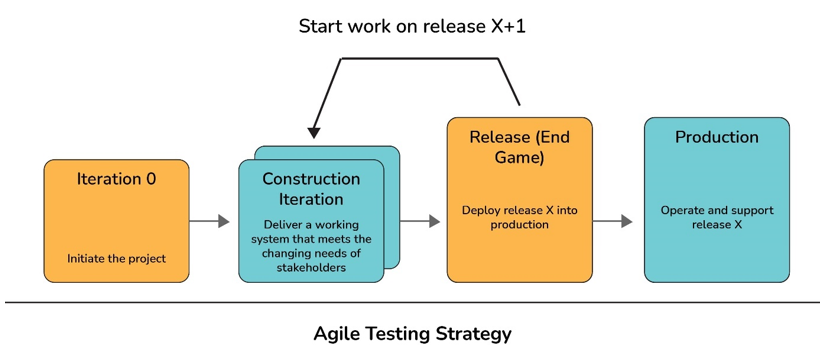 Start work on release X+1
Iteration 0
Initiate the project
Construction
Iteration
Deliver a working
system that meets the
changing needs of
stakeholders
Release (End
Game)
Deploy release X into
production
Production
Operate and support
release X
Agile Testing Strategy